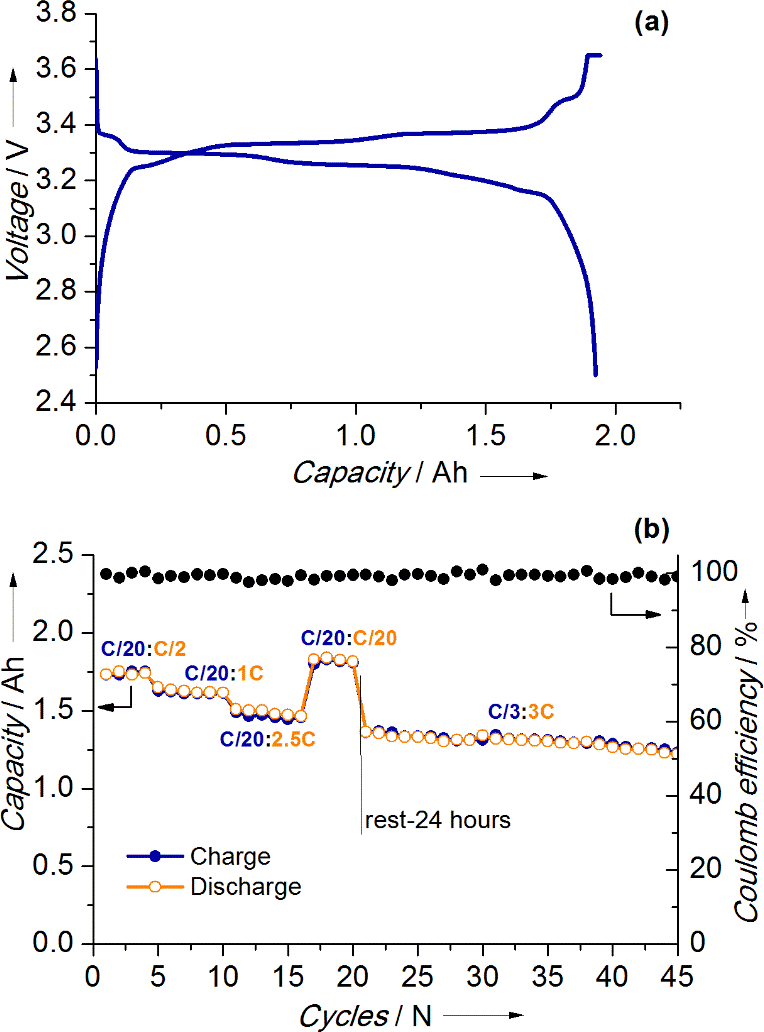 (a)
3.6
3.4
3.2
3.0
2.8
2.6
2.4
Voltage / V
0.0 0.5 1.0 1.5 2.0
Capacity / Ah
(b)
2.5
2.0
1.5
1.0
0.5
0.0
Capacity / Ah
100
80
60
40
20
0
Coulomb efficiency / %
C/20:C/2
C/20:1C
C/20:2.5C
C/20:C/20
C/3:3C
rest-24 hours
Charge
Discharge
0 5 10 15 20 25 30 35 40 45
Cycles / N